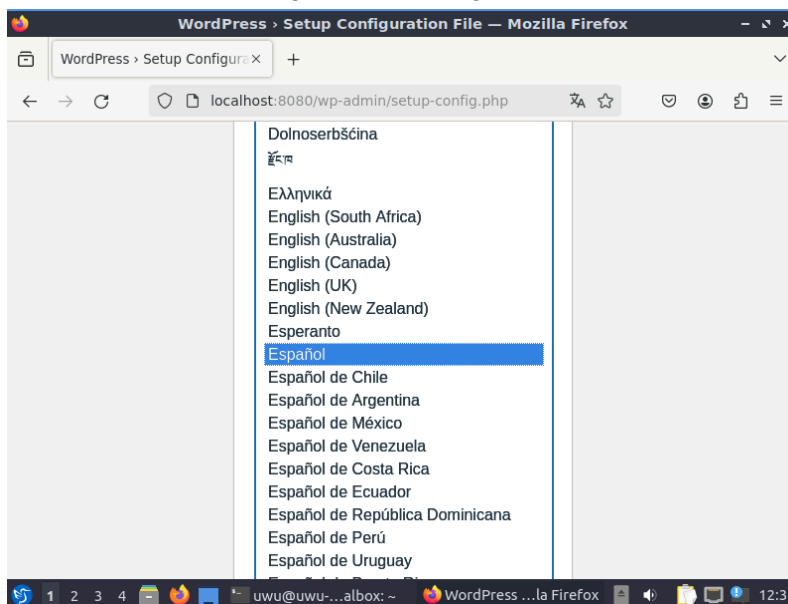 WordPress › Setup Configuration File — Mozilla Firefox
WordPress › Setup Configura
localhost:8080/wp-admin/setup-config.php
Dolnoserbšćina
རྫོང་ཁ
Ελληνικά
English (South Africa)
English (Australia)
English (Canada)
English (UK)
English (New Zealand)
Esperanto
Español
Español de Chile
Español de Argentina
Español de México
Español de Venezuela
Español de Costa Rica
Español de Ecuador
Español de República Dominicana
Español de Perú
Español de Uruguay
1 2 3 4 uwu@uwu-...albox: ~ WordPress ...la Firefox 12:3